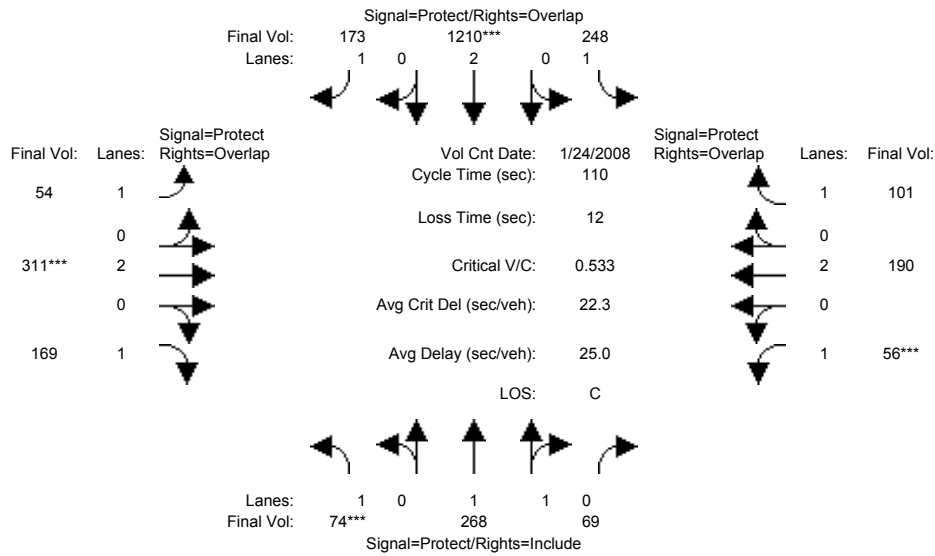 Signal=Protect/Rights=Overlap
Final Vol: 173 1210*** 248
Lanes: 1 0 2 0 1
Signal=Protect Signal=Protect
Final Vol: Lanes: Rights=Overlap Vol Cnt Date: 1/24/2008 Rights=Overlap Lanes: Final Vol:
Cycle Time (sec): 110
54 1 1 101
Loss Time (sec): 12
0 0
311*** 2 Critical V/C: 0.533 2 190
0 Avg Crit Del (sec/veh): 22.3 0
169 1 Avg Delay (sec/veh): 25.0 1 56***
LOS: C
Lanes: 1 0 1 1 0
Final Vol: 74*** 268 69
Signal=Protect/Rights=Include